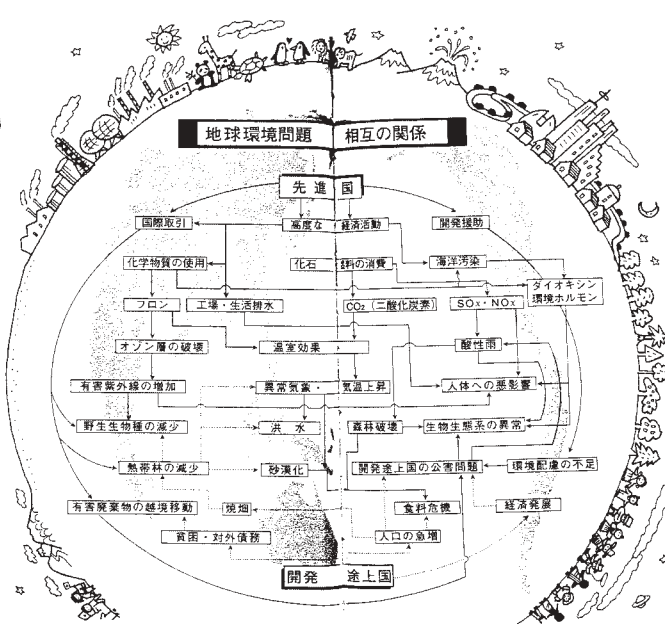 地球環境問題 相互の関係
先進国
国際取引
高度な 経済活動
開発援助
化学物質の使用
化石 燃料の消費
海洋汚染
ダイオキシン
環境ホルモン
フロン
工場・生活排水
CO₂(二酸化炭素)
SOx・NOx
オゾン層の破壊
温室効果
酸性雨
有害紫外線の増加
異常気象・ 気温上昇
人体への悪影響
野生生物種の減少
洪水
森林破壊
生物生態系の異常
熱帯林の減少
砂漠化
開発途上国の公害問題
環境配慮の不足
有害廃棄物の越境移動
焼畑
食料危機
経済発展
貧困・対外債務
人口の急増
開発 途上国